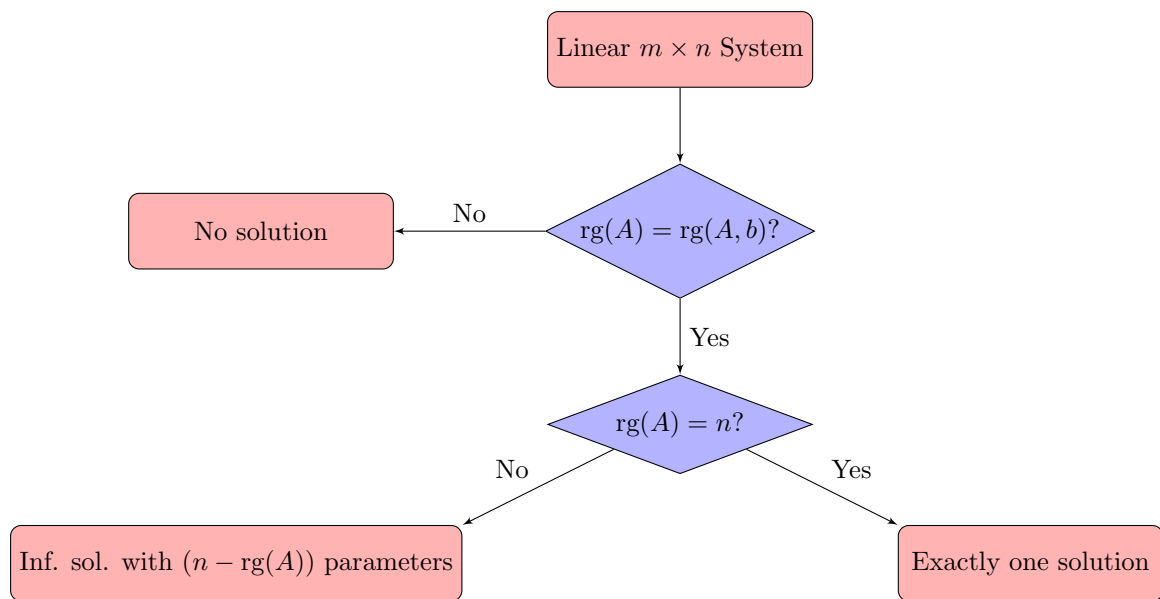 Linear m × n System
No solution
No
rg(A) = rg(A, b)?
Yes
rg(A) = n?
No
Yes
Inf. sol. with (n − rg(A)) parameters
Exactly one solution